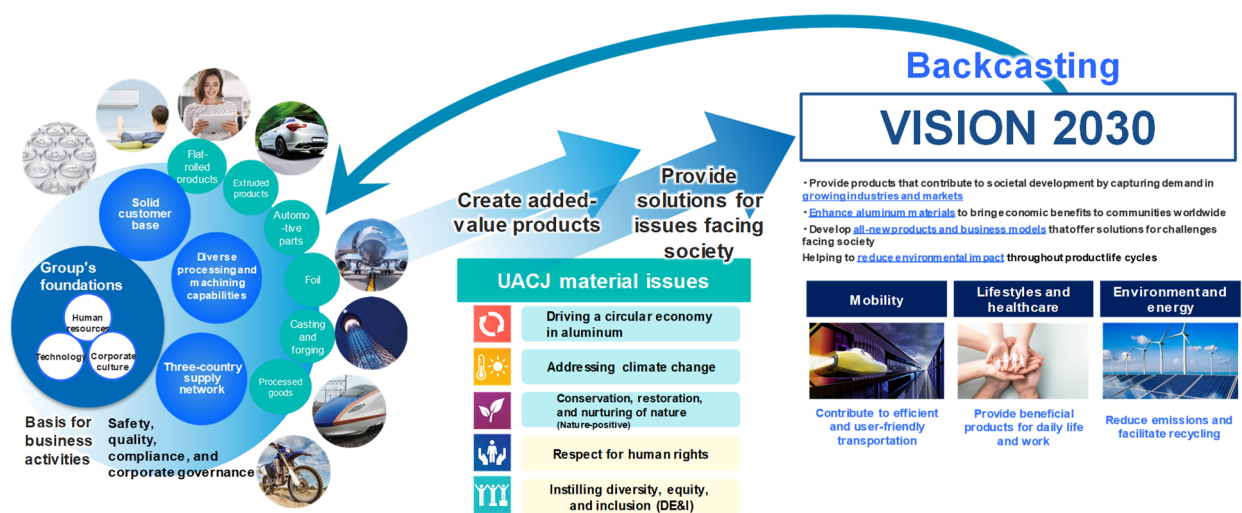 Backcasting
VISION 2030
・Provide products that contribute to societal development by capturing demand in
growing industries and markets
・Enhance aluminum materials to bring economic benefits to communities worldwide
・Develop all-new products and business models that offer solutions for challenges
facing society
Helping to reduce environmental impact throughout product life cycles
Mobility
Contribute to efficient
and user-friendly
transportation
Lifestyles and
healthcare
Provide beneficial
products for daily life
and work
Environment and
energy
Reduce emissions and
facilitate recycling
Flat-
rolled
products
Extruded
products
Automo
-tive
parts
Foil
Casting
and
forging
Processed
goods
Solid
customer
base
Diverse
processing and
machining
capabilities
Three-country
supply
network
Group's
foundations
Human
resources
Technology
Corporate
culture
Basis for
business
activities
Safety,
quality,
compliance, and
corporate governance
Create added-
value products
Provide
solutions for
issues facing
society
UACJ material issues
Driving a circular economy
in aluminum
Addressing climate change
Conservation, restoration,
and nurturing of nature
(Nature-positive)
Respect for human rights
Instilling diversity, equity,
and inclusion (DE&I)